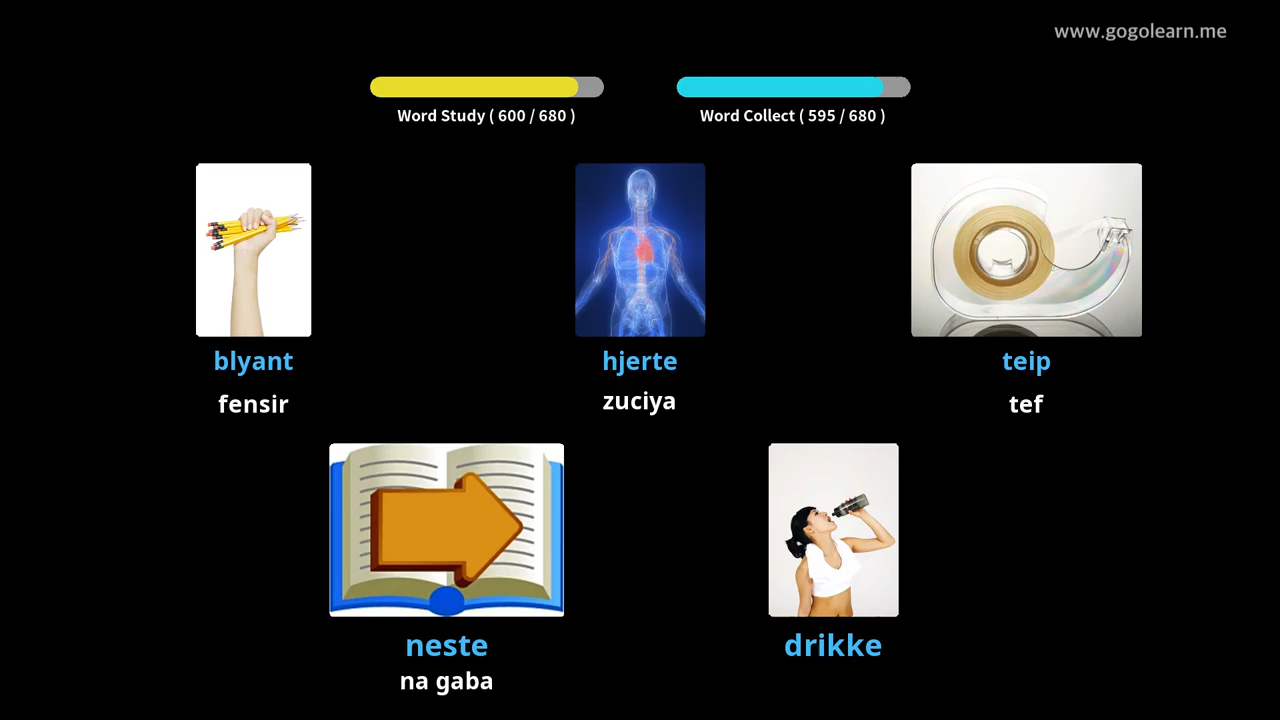 www.gogolearn.me
Word Study ( 600 / 680 )
Word Collect ( 595 / 680 )
blyant
fensir
hjerte
zuciya
teip
tef
neste
na gaba
drikke